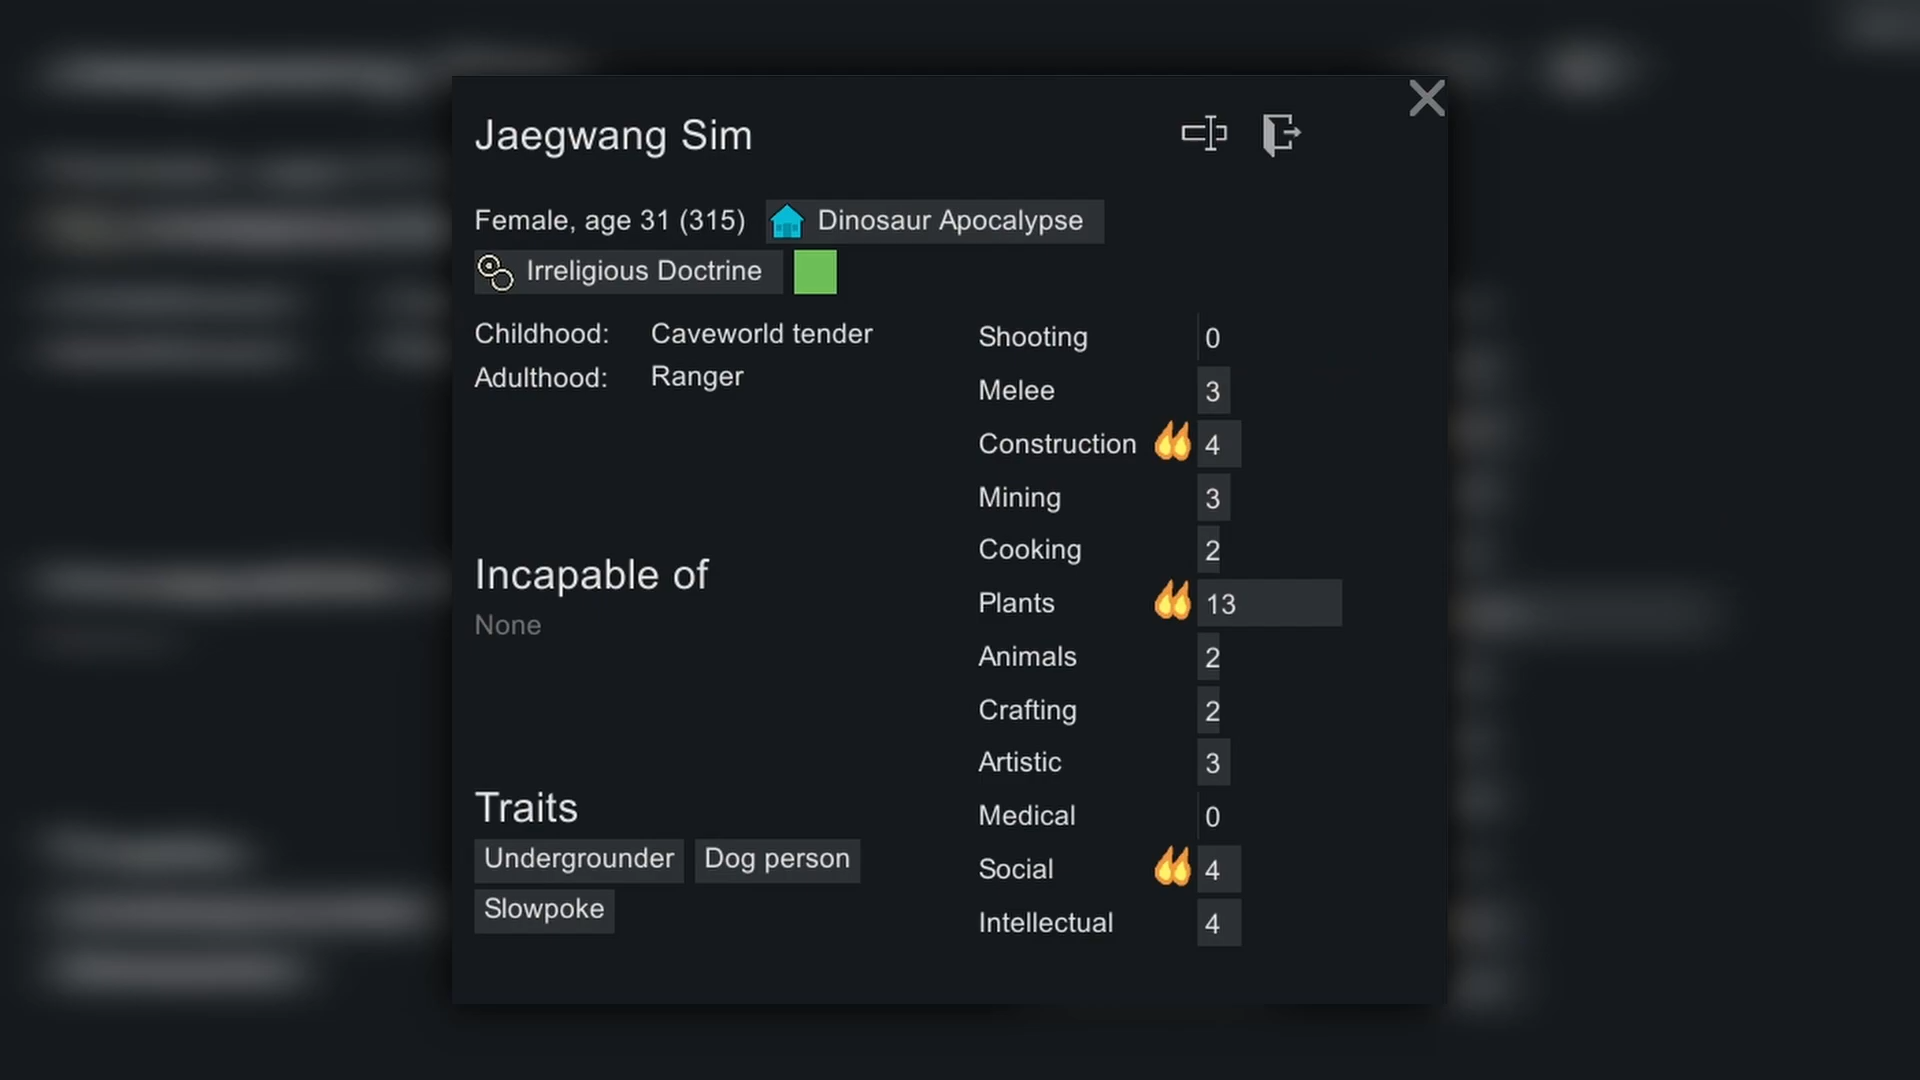 Jaegwang Sim
Female, age 31 (315)
Dinosaur Apocalypse
Irreligious Doctrine
Childhood: Caveworld tender
Adulthood: Ranger
Incapable of
None
Traits
Undergrounder
Dog person
Slowpoke
Shooting 0
Melee 3
Construction 4
Mining 3
Cooking 2
Plants 13
Animals 2
Crafting 2
Artistic 3
Medical 0
Social 4
Intellectual 4